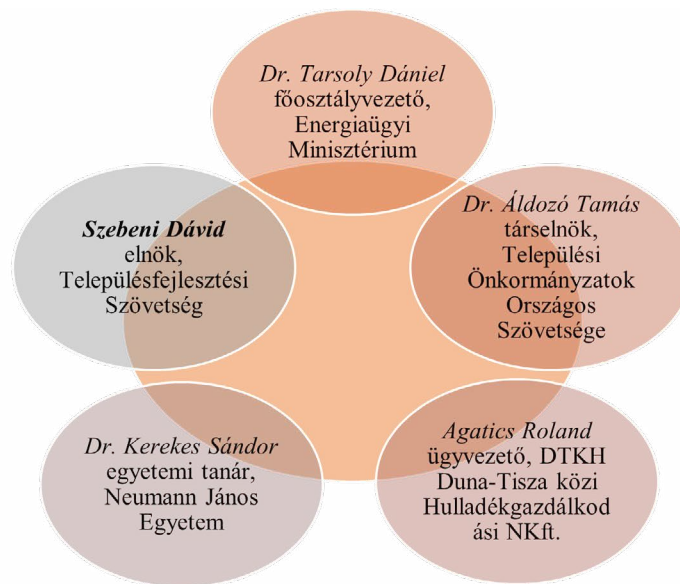 Dr. Tarsoly Dániel
főosztályvezető,
Energiaügyi
Minisztérium
Szebeni Dávid
elnök,
Településfejlesztési
Szövetség
Dr. Áldozó Tamás
társelnök,
Települési
Önkormányzatok
Országos
Szövetsége
Dr. Kerekes Sándor
egyetemi tanár,
Neumann János
Egyetem
Agatics Roland
ügyvezető, DTKH
Duna-Tisza közi
Hulladékgazdálkod
ási NKft.